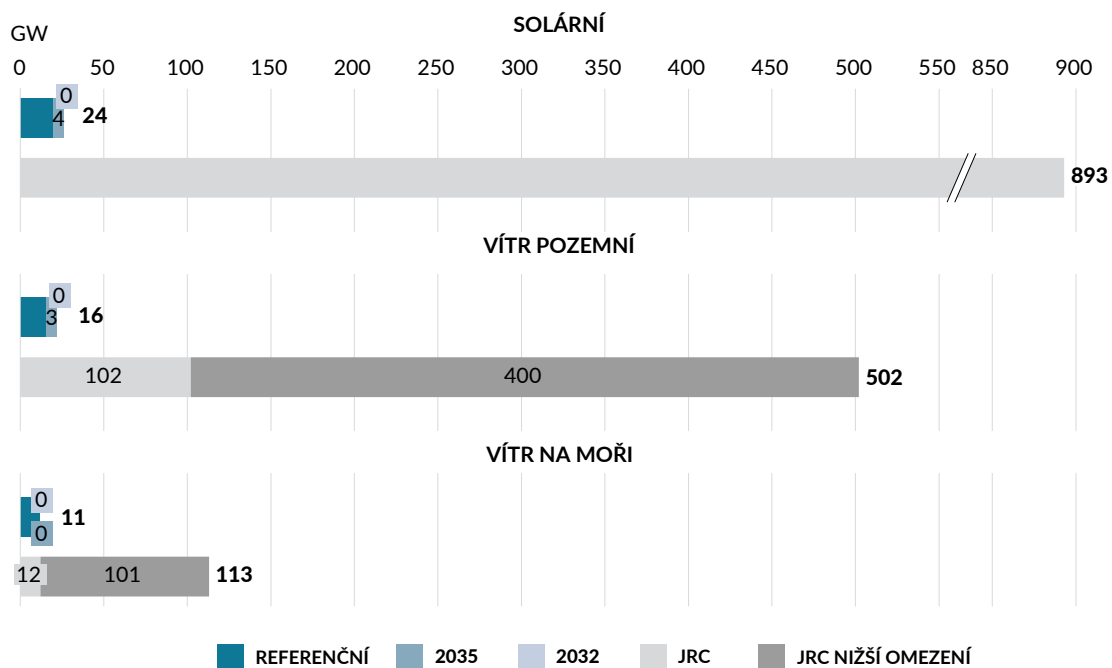 SOLÁRNÍ
GW
0 50 100 150 200 250 300 350 400 450 500 550 850 900
0
4 24
893
VÍTR POZEMNÍ
0
3 16
102 400 502
VÍTR NA MOŘI
0
11
0
12 101 113
REFERENČNÍ 2035 2032 JRC JRC NIŽŠÍ OMEZENÍ